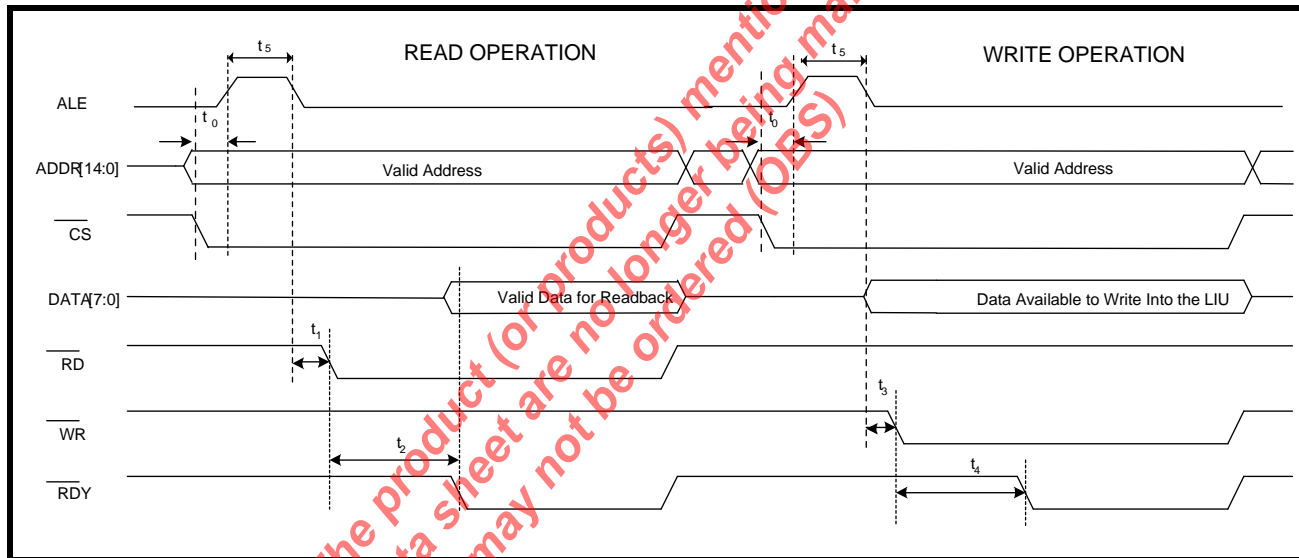 READ OPERATION
WRITE OPERATION
t5
t5
ALE
t0
t0
ADDR[14:0]
Valid Address
Valid Address
CS
DATA[7:0]
Valid Data for Readback
Data Available to Write Into the LIU
t1
RD
t3
WR
t2
t4
RDY
he product (or products) mentio
ta sheet are no longer being ma
may not be ordered (OBS)